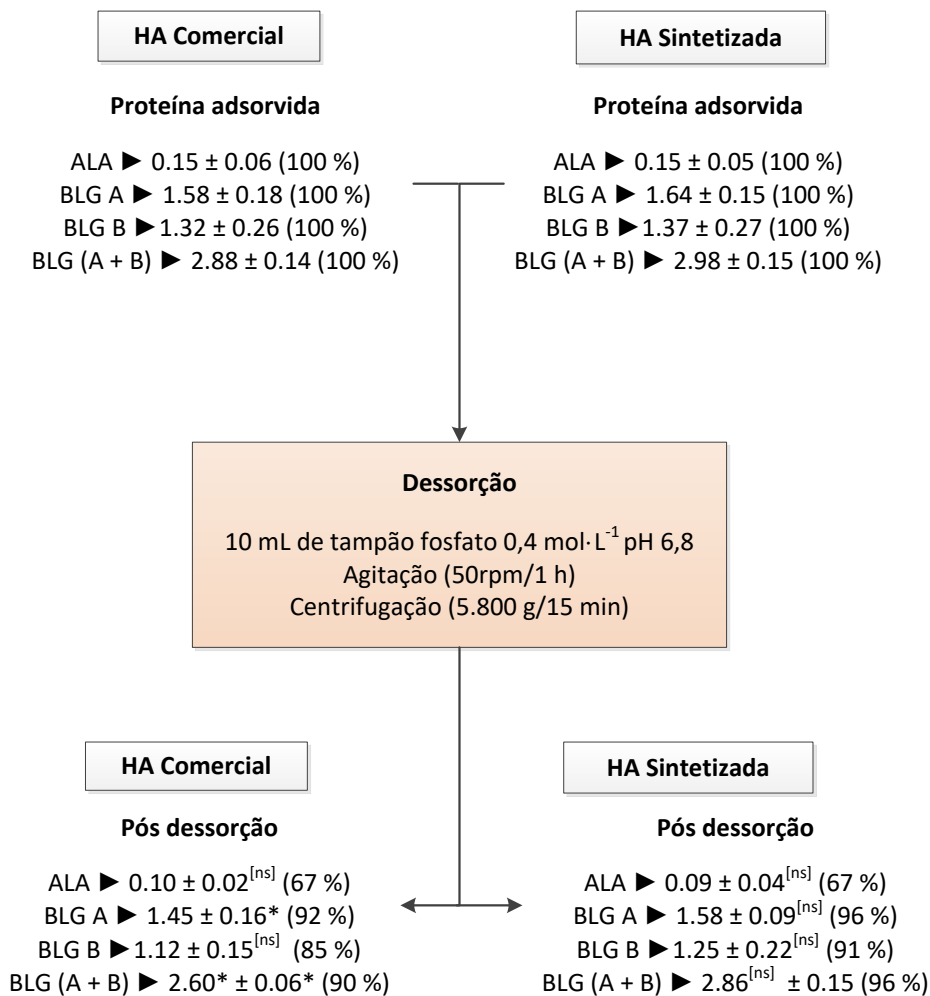 HA Comercial
Proteína adsorvida
ALA ► 0.15 ± 0.06 (100 %)
BLG A ► 1.58 ± 0.18 (100 %)
BLG B ►1.32 ± 0.26 (100 %)
BLG (A + B) ► 2.88 ± 0.14 (100 %)
HA Sintetizada
Proteína adsorvida
ALA ► 0.15 ± 0.05 (100 %)
BLG A ► 1.64 ± 0.15 (100 %)
BLG B ►1.37 ± 0.27 (100 %)
BLG (A + B) ► 2.98 ± 0.15 (100 %)
Dessorção
10 mL de tampão fosfato 0,4 mol·L⁻¹ pH 6,8
Agitação (50rpm/1 h)
Centrifugação (5.800 g/15 min)
HA Comercial
Pós dessorção
ALA ► 0.10 ± 0.02[ns] (67 %)
BLG A ► 1.45 ± 0.16* (92 %)
BLG B ►1.12 ± 0.15[ns] (85 %)
BLG (A + B) ► 2.60* ± 0.06* (90 %)
HA Sintetizada
Pós dessorção
ALA ► 0.09 ± 0.04[ns] (67 %)
BLG A ► 1.58 ± 0.09[ns] (96 %)
BLG B ►1.25 ± 0.22[ns] (91 %)
BLG (A + B) ► 2.86[ns] ± 0.15 (96 %)